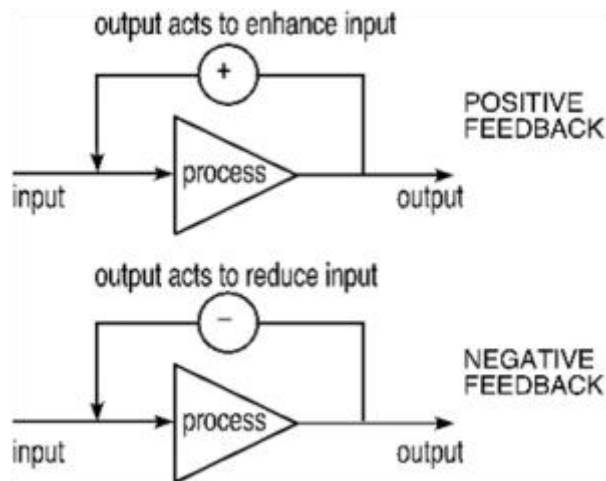 output acts to enhance input
+
POSITIVE
FEEDBACK
process
input
output
output acts to reduce input
−
NEGATIVE
FEEDBACK
process
input
output